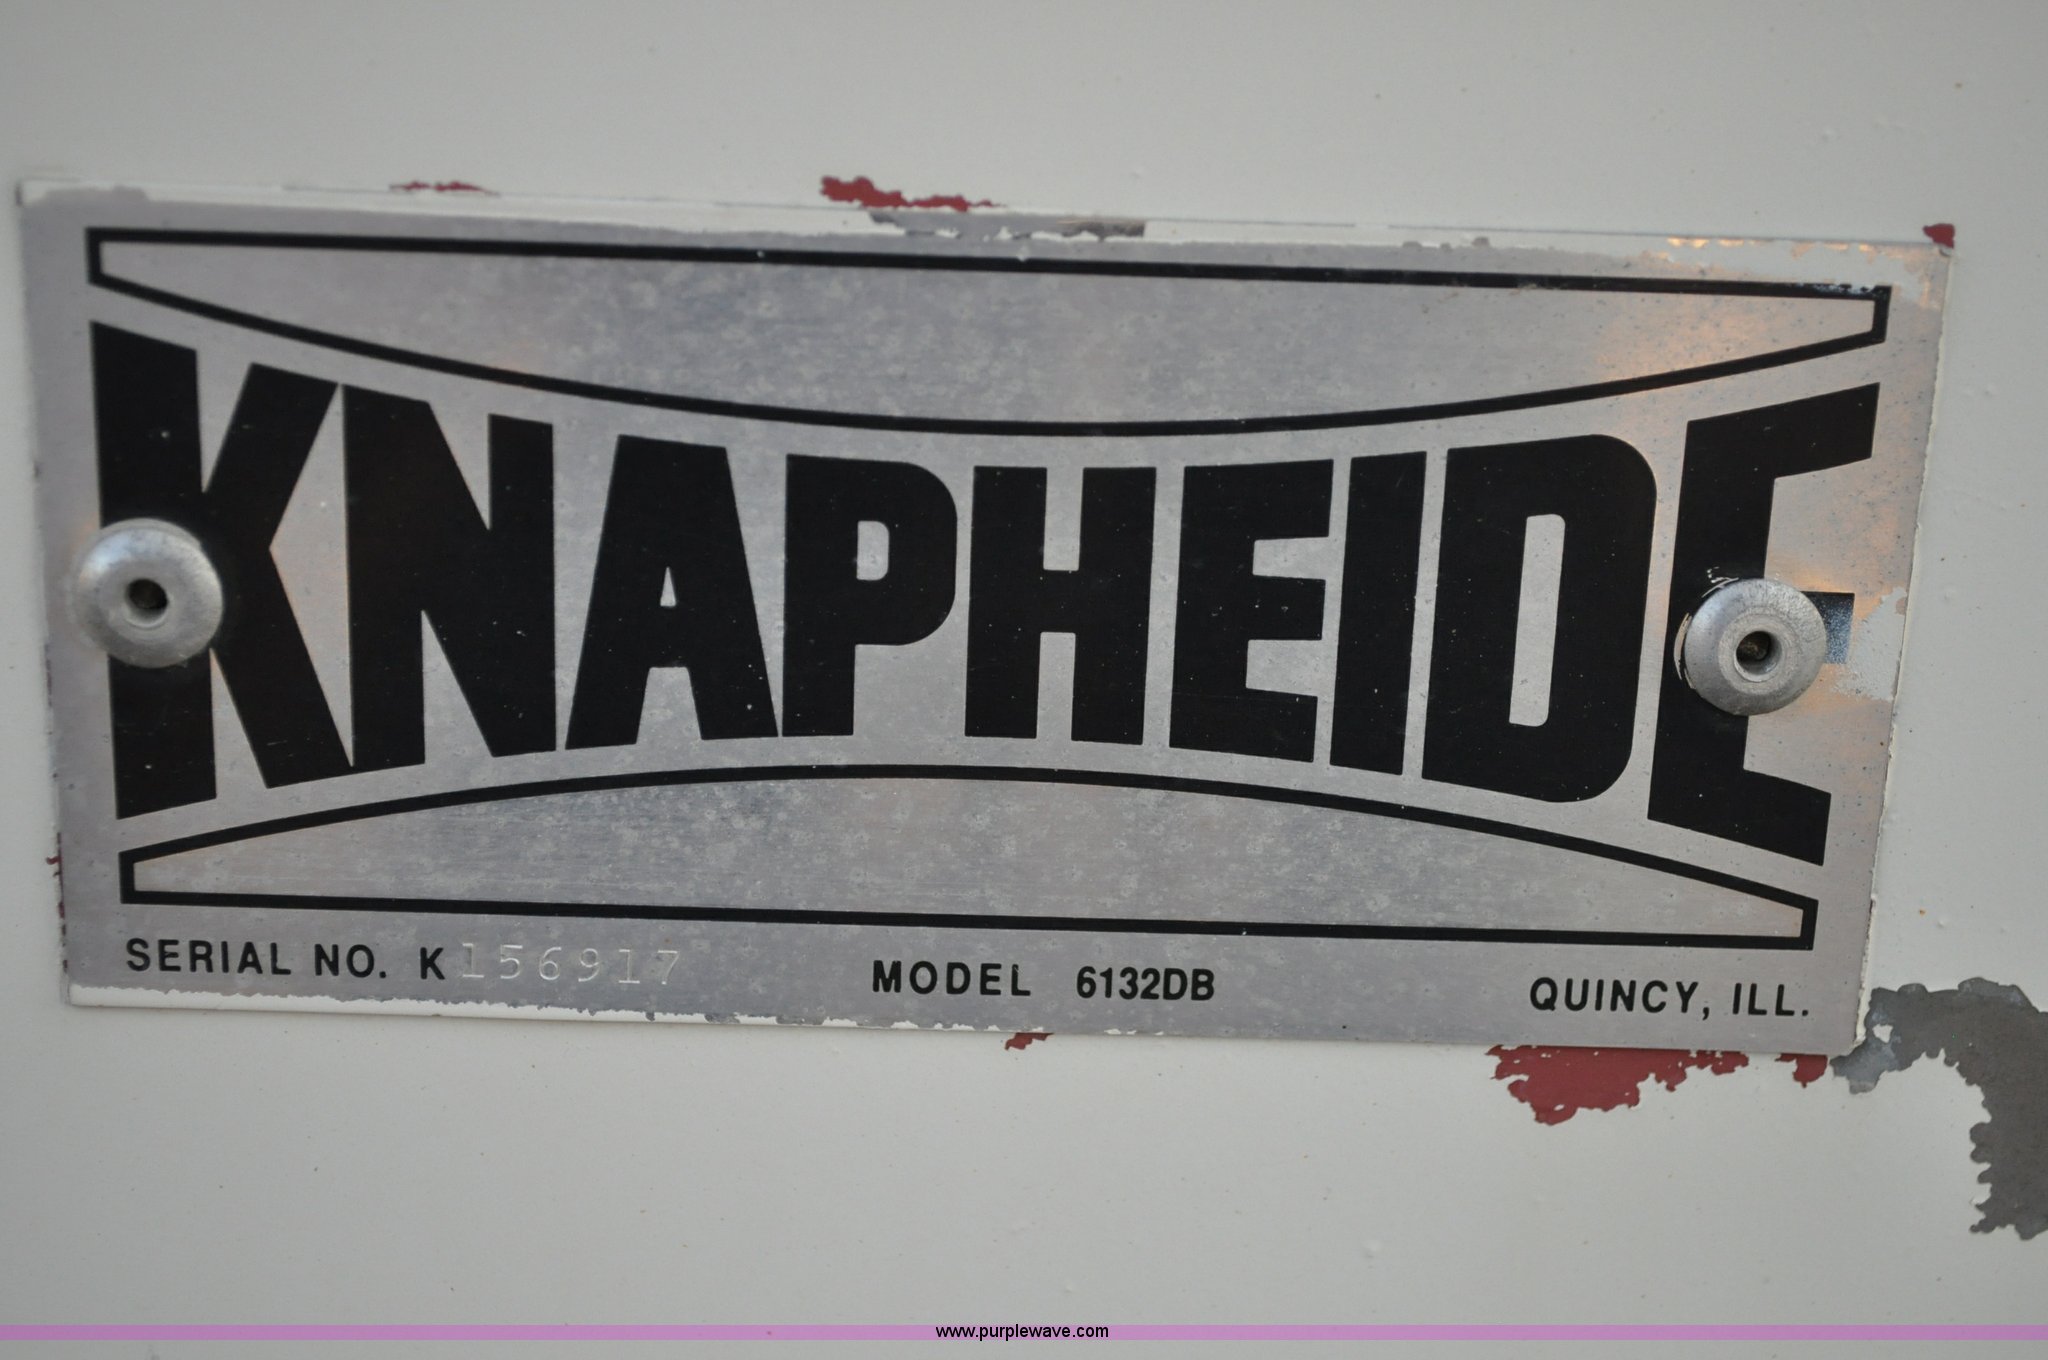 KNAPHEIDE
SERIAL NO. K156917 MODEL 6132DB QUINCY, ILL.
www.purplewave.com